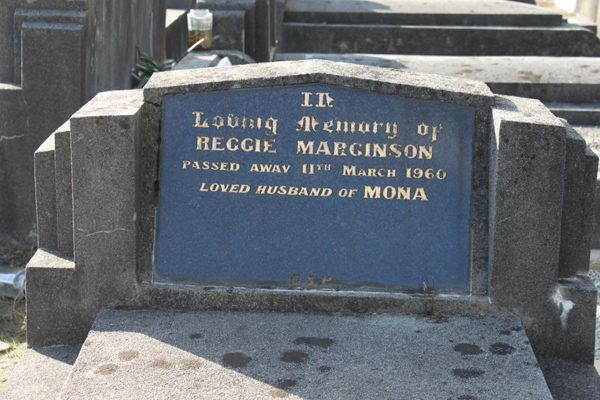 In
Loving Memory of
REGGIE MARGINSON
PASSED AWAY 11TH MARCH 1960
LOVED HUSBAND OF MONA